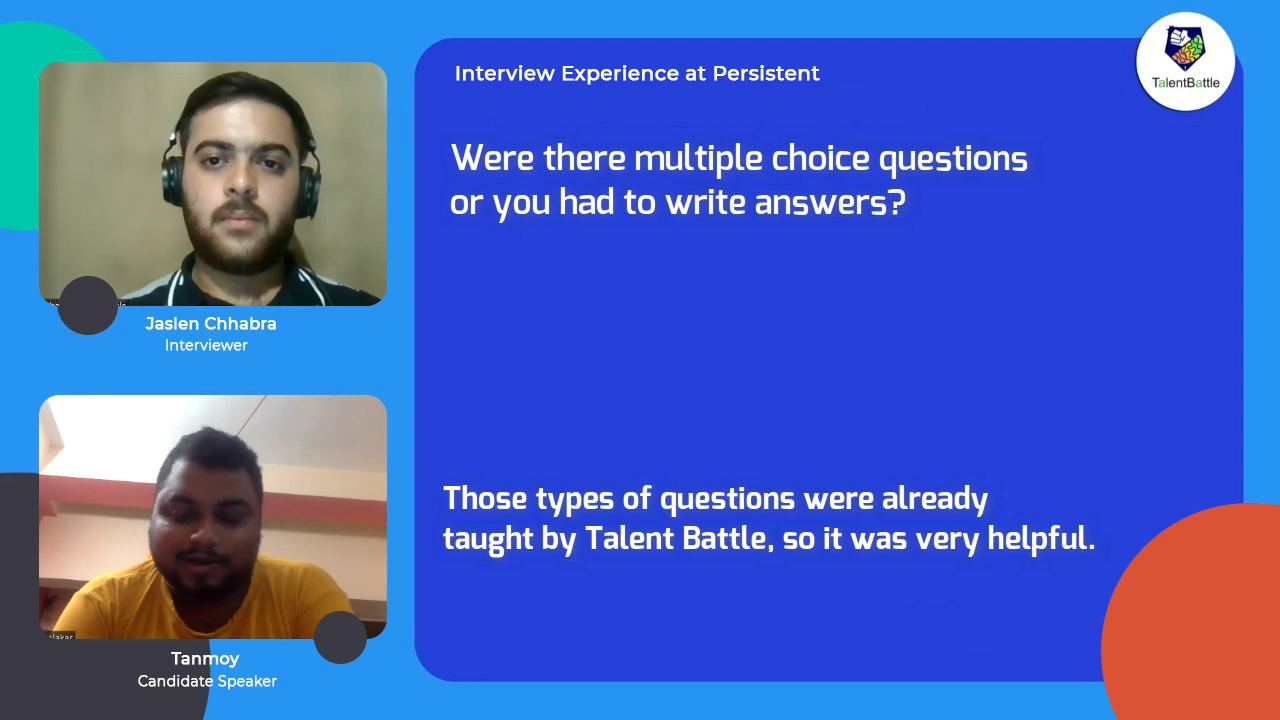 Interview Experience at Persistent
TalentBattle
Were there multiple choice questions
or you had to write answers?
Jaslen Chhabra
Interviewer
Those types of questions were already
taught by Talent Battle, so it was very helpful.
Tanmoy
Candidate Speaker